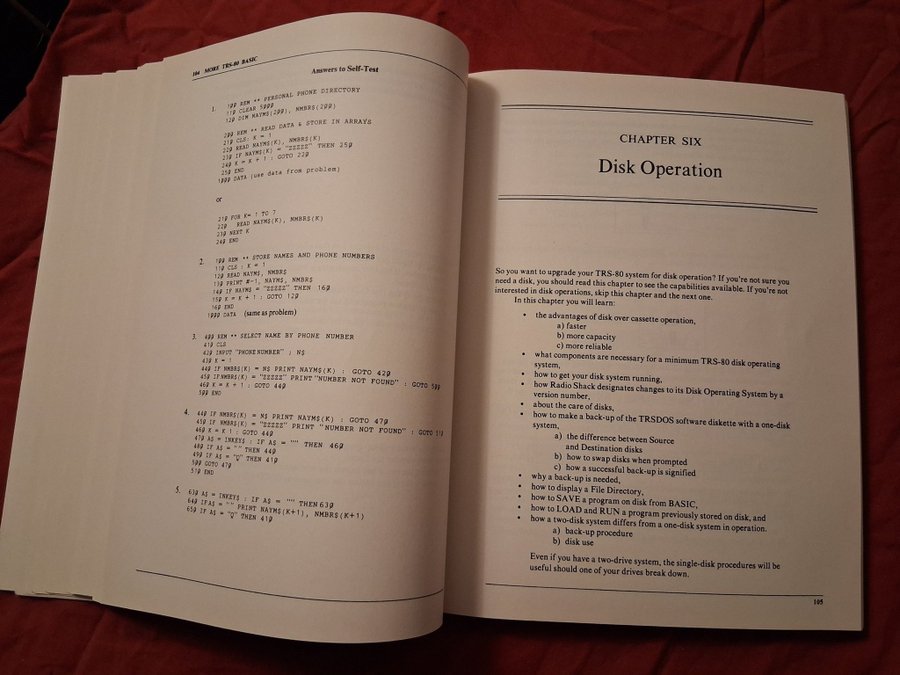 104 MORE TRS-80 BASIC
Answers to Self-Test
1. 100 REM ** PERSONAL PHONE DIRECTORY
110 CLEAR 5000
120 DIM NAYM$(200), NMBR$(200)
200 REM ** READ DATA & STORE IN ARRAYS
210 CLS: K = 1
220 READ NAYM$(K), NMBR$(K)
230 IF NAYM$(K) = "ZZZZZ" THEN 250
240 K = K + 1 : GOTO 220
250 END
1000 DATA (use data from problem)
or
210 FOR K= 1 TO 7
220 READ NAYM$(K), NMBR$(K)
230 NEXT K
240 END
2. 100 REM ** STORE NAMES AND PHONE NUMBERS
110 CLS : K = 1
120 READ NAYM$, NMBR$
130 PRINT #-1, NAYM$, NMBR$
140 IF NAYM$ = "ZZZZZ" THEN 160
150 K = K + 1 : GOTO 120
160 END
1000 DATA (same as problem)
3. 400 REM ** SELECT NAME BY PHONE NUMBER
410 CLS
420 INPUT "PHONE NUMBER" ; N$
430 K = 1
440 IF NMBR$(K) = N$ PRINT NAYM$(K) : GOTO 420
450 IF NMBR$(K) = "ZZZZZ" PRINT "NUMBER NOT FOUND" : GOTO 500
460 K = K + 1 : GOTO 440
500 END
4. 440 IF NMBR$(K) = N$ PRINT NAYM$(K) : GOTO 470
450 IF NMBR$(K) = "ZZZZZ" PRINT "NUMBER NOT FOUND" : GOTO 510
460 K = K + 1 : GOTO 440
470 A$ = INKEY$ : IF A$ = "" THEN 460
480 IF A$ = " " THEN 440
490 IF A$ = "Q" THEN 410
500 GOTO 470
510 END
5. 630 A$ = INKEY$ : IF A$ = "" THEN 630
640 IF A$ = " " PRINT NAYM$(K+1), NMBR$(K+1)
650 IF A$ = "Q" THEN 410
CHAPTER SIX
Disk Operation
So you want to upgrade your TRS-80 system for disk operation? If you're not sure you
need a disk, you should read this chapter to see the capabilities available. If you're not
interested in disk operations, skip this chapter and the next one.
In this chapter you will learn:
• the advantages of disk over cassette operation,
a) faster
b) more capacity
c) more reliable
• what components are necessary for a minimum TRS-80 disk operating
system,
• how to get your disk system running,
• how Radio Shack designates changes to its Disk Operating System by a
version number,
• about the care of disks,
• how to make a back-up of the TRSDOS software diskette with a one-disk
system,
a) the difference between Source
and Destination disks
b) how to swap disks when prompted
c) how a successful back-up is signified
• why a back-up is needed,
• how to display a File Directory,
• how to SAVE a program on disk from BASIC,
• how to LOAD and RUN a program previously stored on disk, and
• how a two-disk system differs from a one-disk system in operation.
a) back-up procedure
b) disk use
Even if you have a two-drive system, the single-disk procedures will be
useful should one of your drives break down.
105